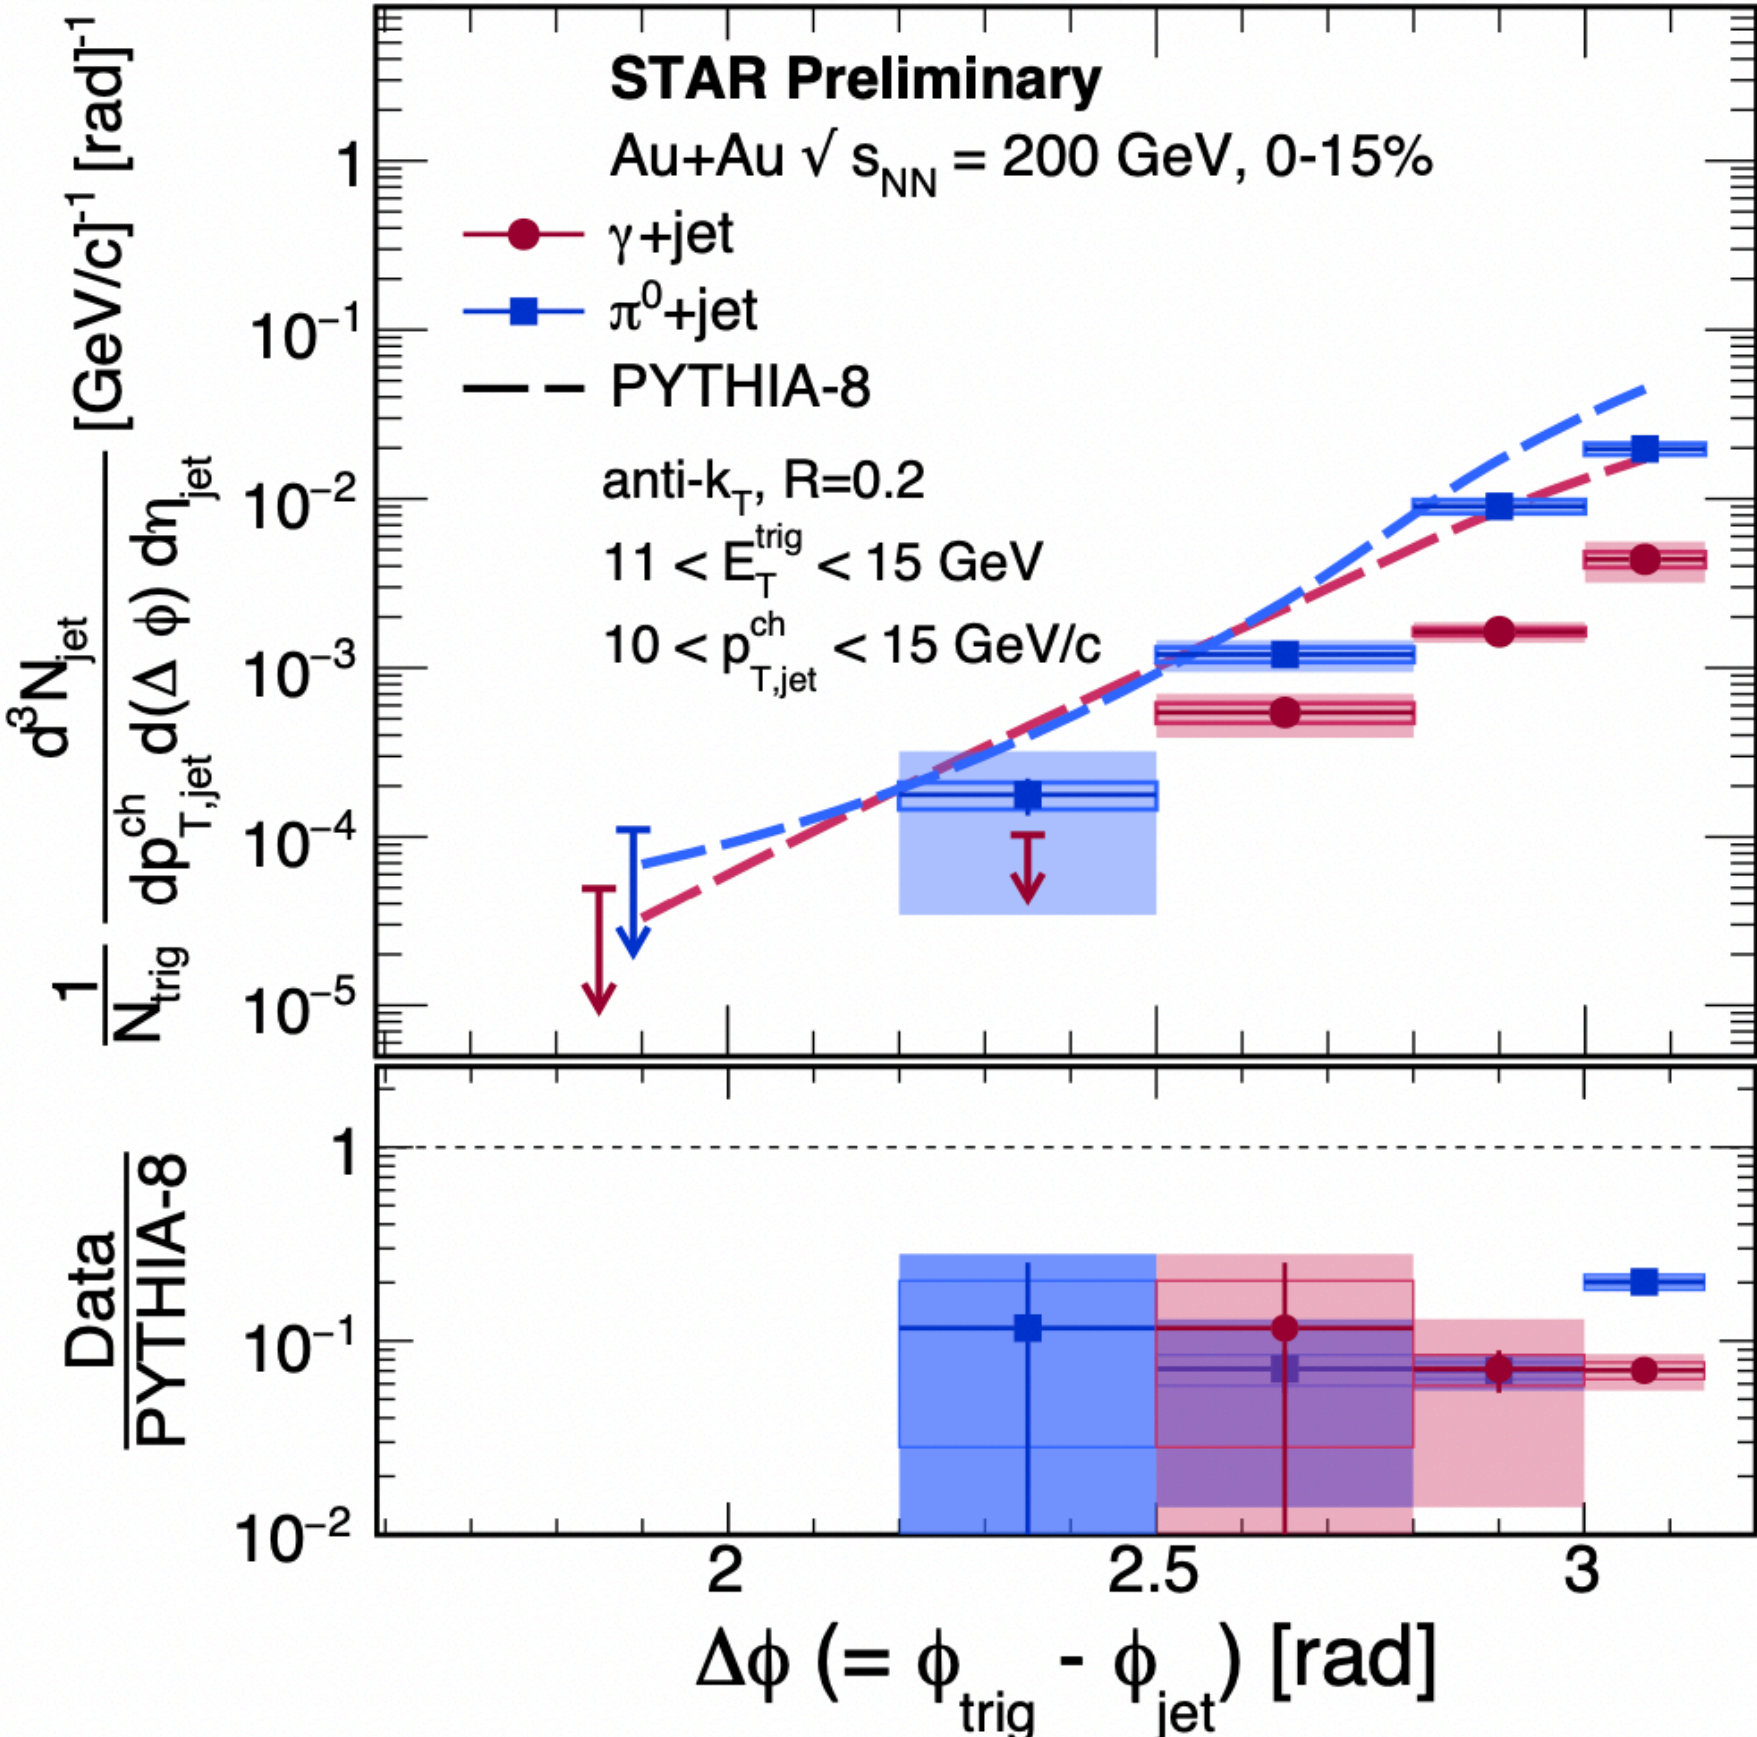 STAR Preliminary
Au+Au √ s_NN = 200 GeV, 0-15%
γ+jet
π⁰+jet
PYTHIA-8
anti-k_T, R=0.2
11 < E_T^trig < 15 GeV
10 < p_T,jet^ch < 15 GeV/c
1/N_trig d³N_jet/dp_T,jet^ch d(Δ ϕ) dη_jet [GeV/c]⁻¹ [rad]⁻¹
1
10⁻¹
10⁻²
10⁻³
10⁻⁴
10⁻⁵
Data
PYTHIA-8
1
10⁻¹
10⁻²
2 2.5 3
Δϕ (= ϕ_trig - ϕ_jet) [rad]